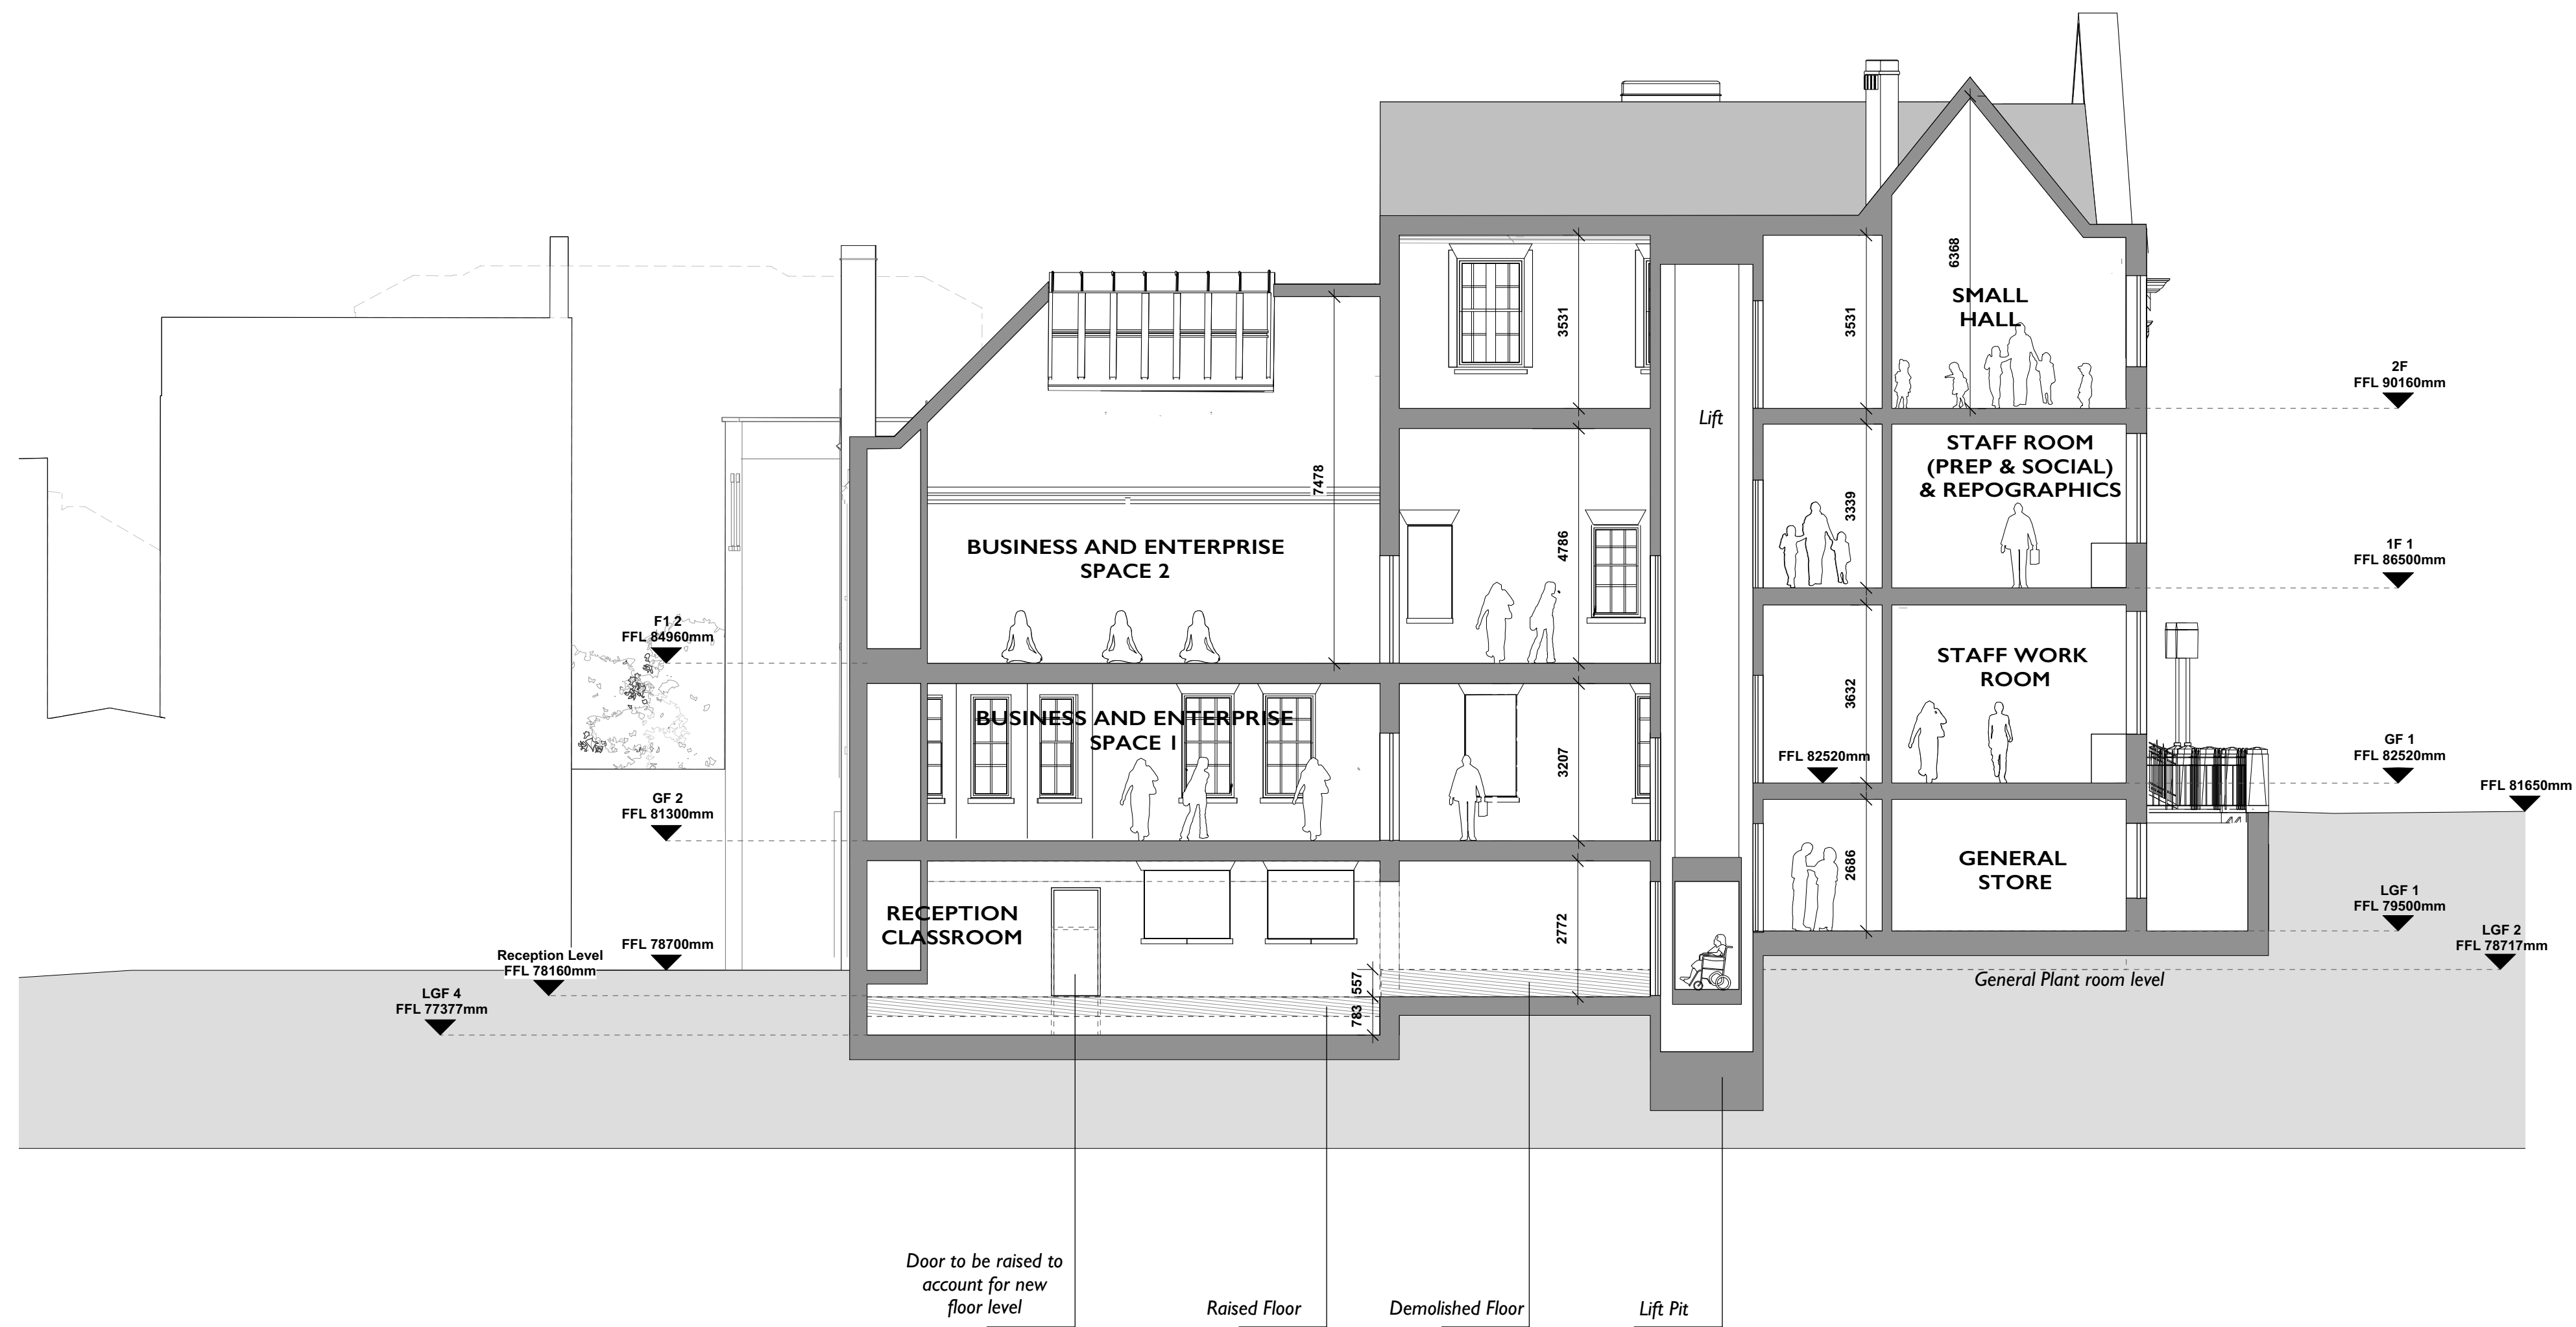 6368
SMALL
HALL
3531
3531
2F
FFL 90160mm
Lift
STAFF ROOM
(PREP & SOCIAL)
& REPOGRAPHICS
7478
3339
4786
BUSINESS AND ENTERPRISE
SPACE 2
1F 1
FFL 86500mm
F1 2
FFL 84960mm
STAFF WORK
ROOM
3632
BUSINESS AND ENTERPRISE
SPACE 1
3207
FFL 82520mm
GF 1
FFL 82520mm
FFL 81650mm
GF 2
FFL 81300mm
2686
GENERAL
STORE
RECEPTION
CLASSROOM
2772
LGF 1
FFL 79500mm
LGF 2
FFL 78717mm
FFL 78700mm
Reception Level
FFL 78160mm
General Plant room level
557
783
LGF 4
FFL 77377mm
Door to be raised to
account for new
floor level
Raised Floor
Demolished Floor
Lift Pit